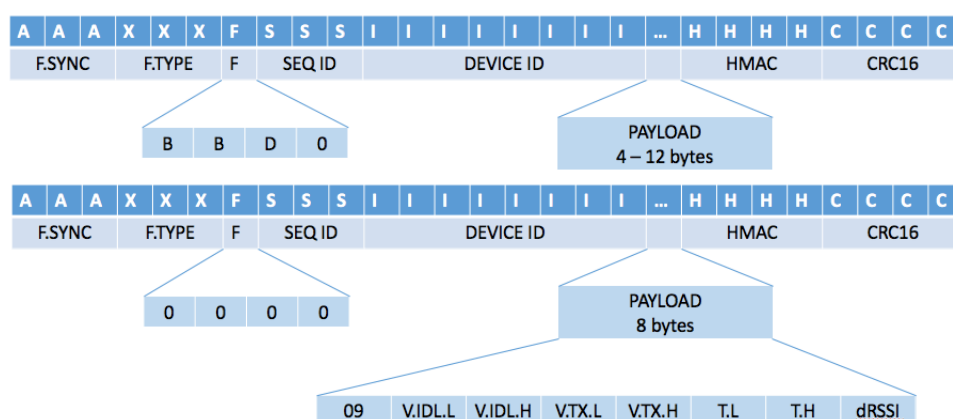 A A A X X X F S S S I I I I I I I I ... H H H H C C C C
F.SYNC F.TYPE F SEQ ID DEVICE ID HMAC CRC16
B B D 0 PAYLOAD
4 – 12 bytes
A A A X X X F S S S I I I I I I I I ... H H H H C C C C
F.SYNC F.TYPE F SEQ ID DEVICE ID HMAC CRC16
0 0 0 0 PAYLOAD
8 bytes
09 V.IDL.L V.IDL.H V.TX.L V.TX.H T.L T.H dRSSI